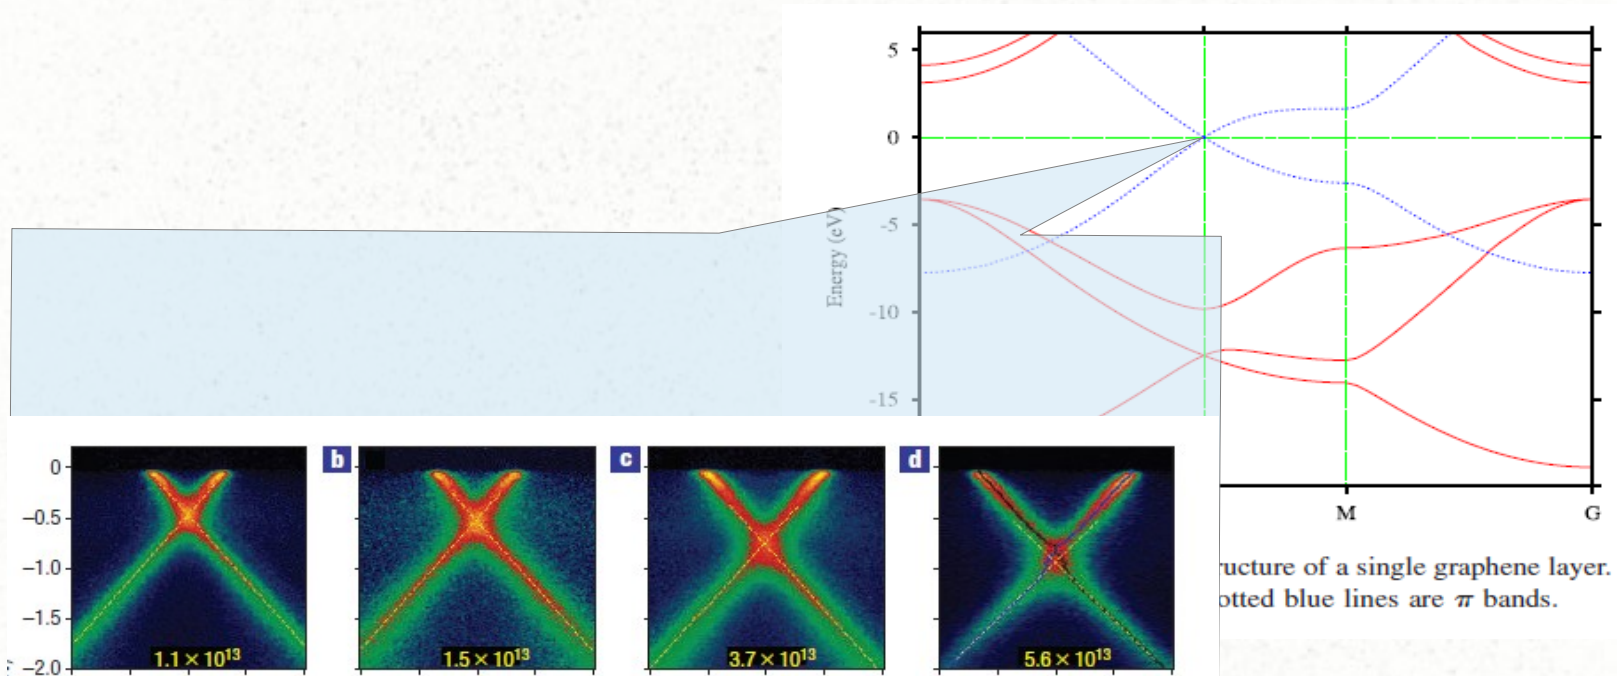 5
0
-5
-10
-15
Energy (eV)
M G
ructure of a single graphene layer.
otted blue lines are π bands.
b c d
0
−0.5
−1.0
−1.5
−2.0
1.1 × 10¹³ 1.5 × 10¹³ 3.7 × 10¹³ 5.6 × 10¹³